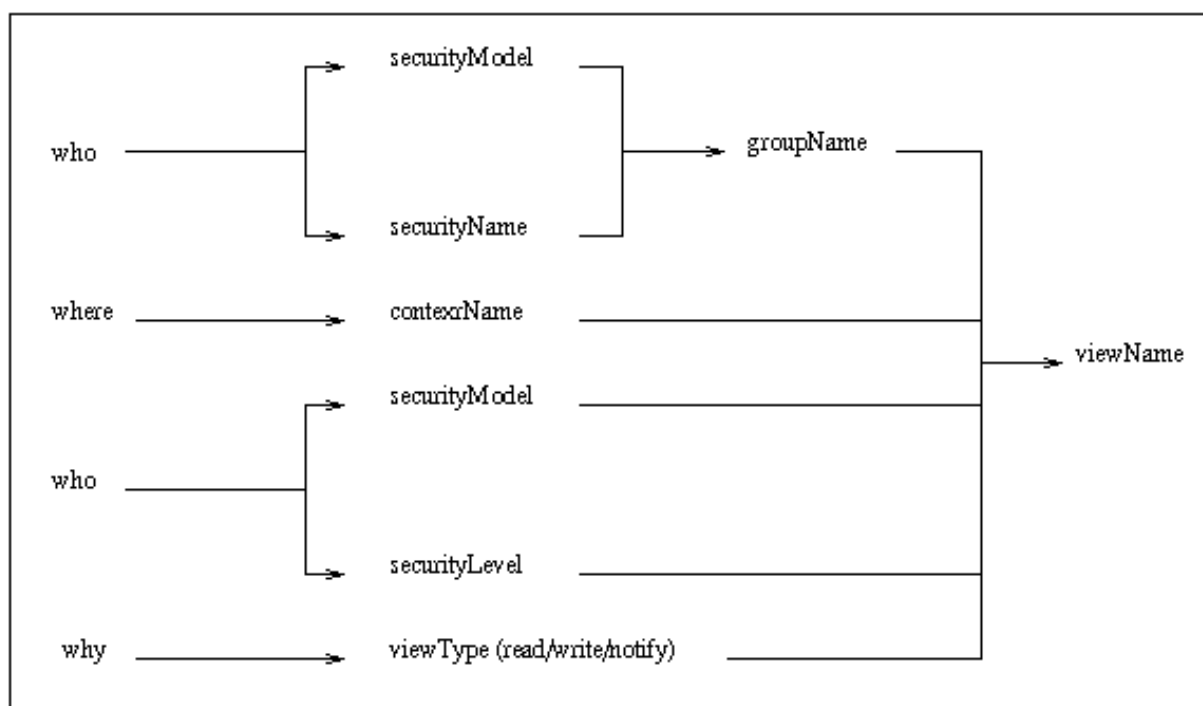 securityModel
who
groupName
securityName
where
contexrName
viewName
securityModel
who
securityLevel
why
viewType (read/write/notify)